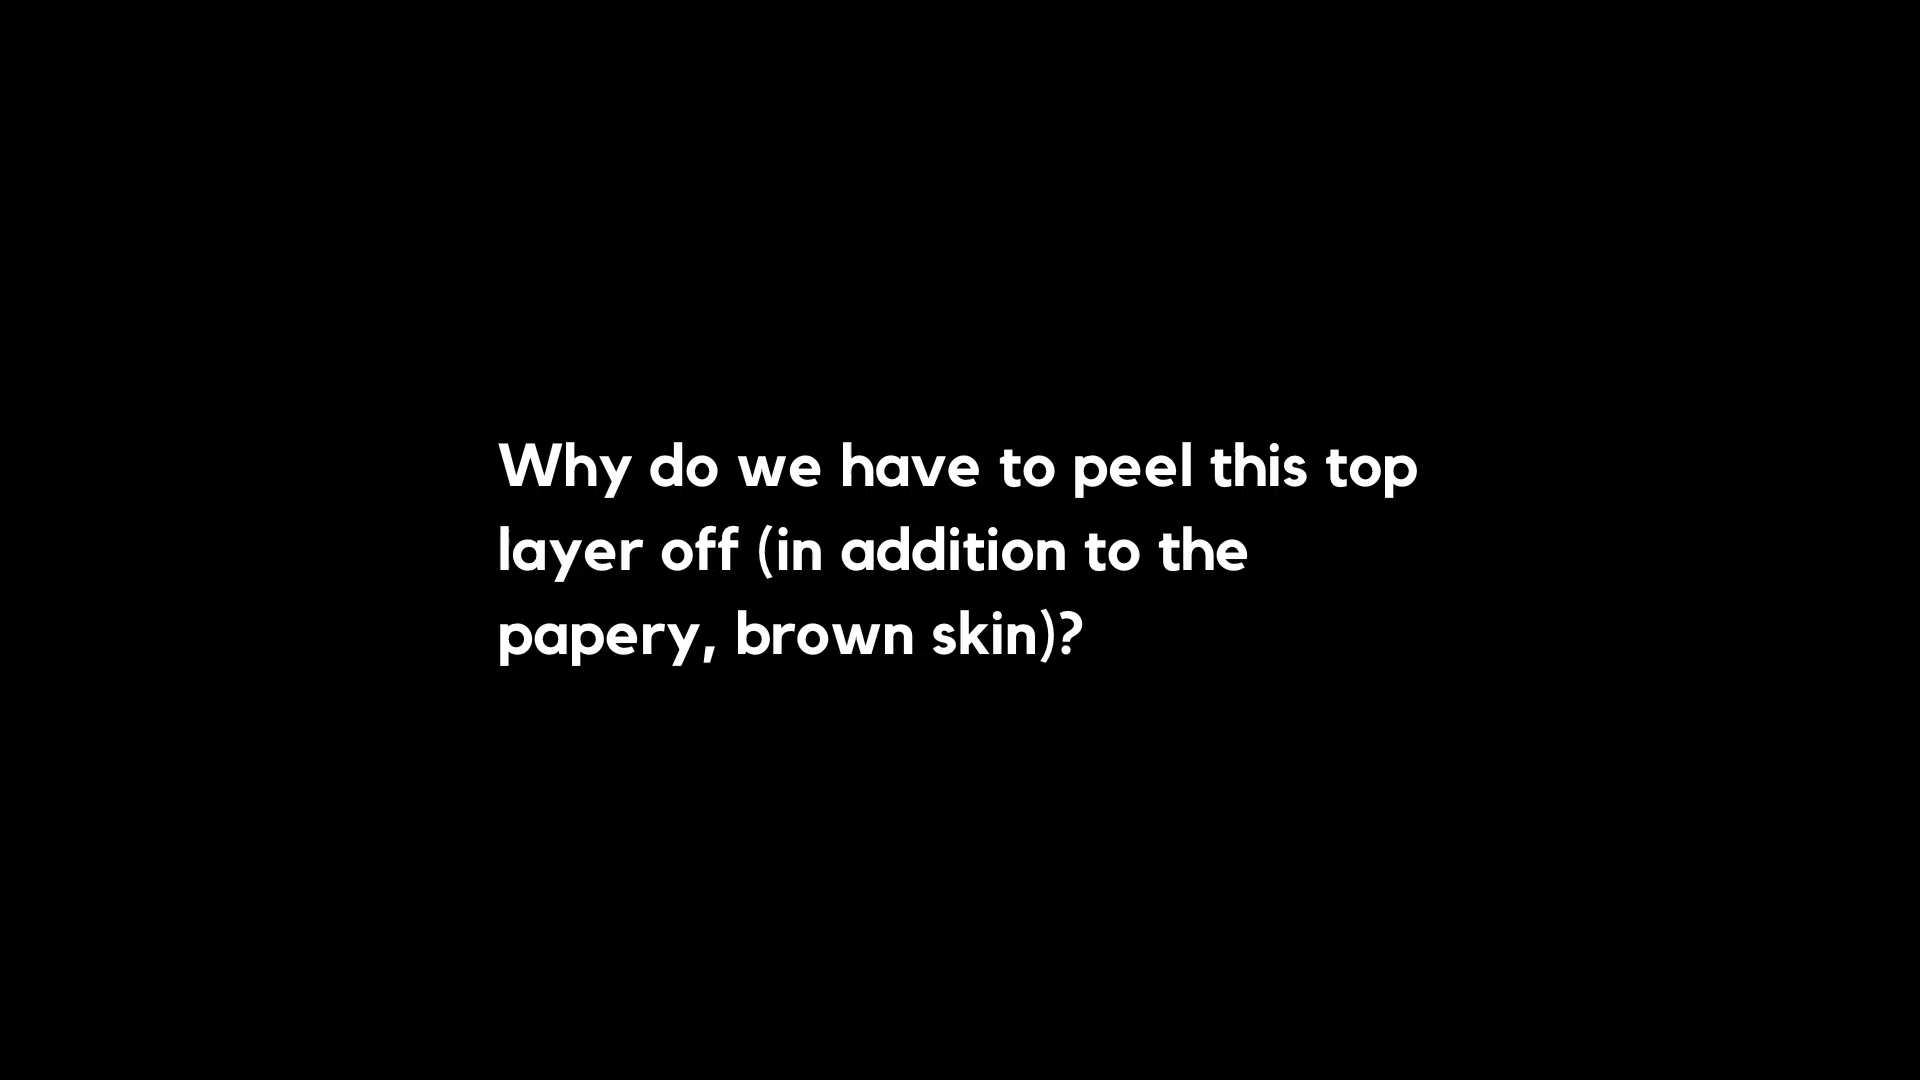 Why do we have to peel this top
layer off (in addition to the
papery, brown skin)?